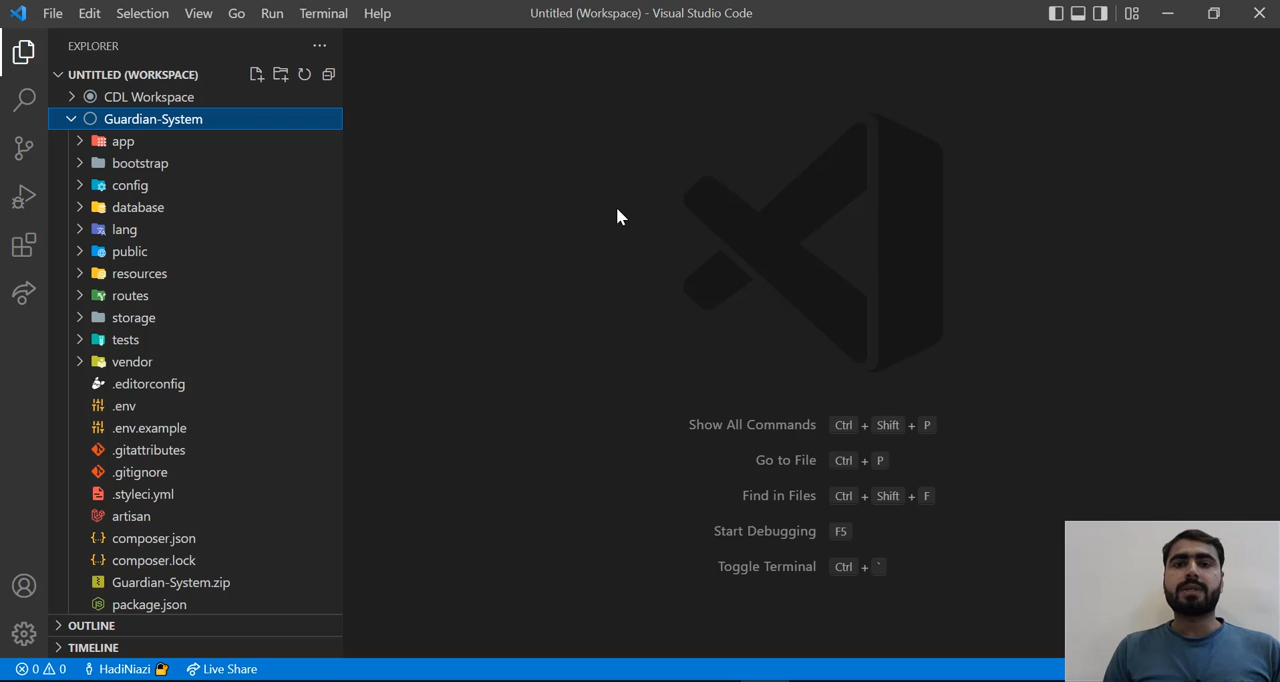 File Edit Selection View Go Run Terminal Help
Untitled (Workspace) - Visual Studio Code
EXPLORER
UNTITLED (WORKSPACE)
CDL Workspace
Guardian-System
app
bootstrap
config
database
lang
public
resources
routes
storage
tests
vendor
.editorconfig
.env
.env.example
.gitattributes
.gitignore
.styleci.yml
artisan
composer.json
composer.lock
Guardian-System.zip
package.json
OUTLINE
TIMELINE
Show All Commands Ctrl + Shift + P
Go to File Ctrl + P
Find in Files Ctrl + Shift + F
Start Debugging F5
Toggle Terminal Ctrl + `
0 0 HadiNiazi Live Share